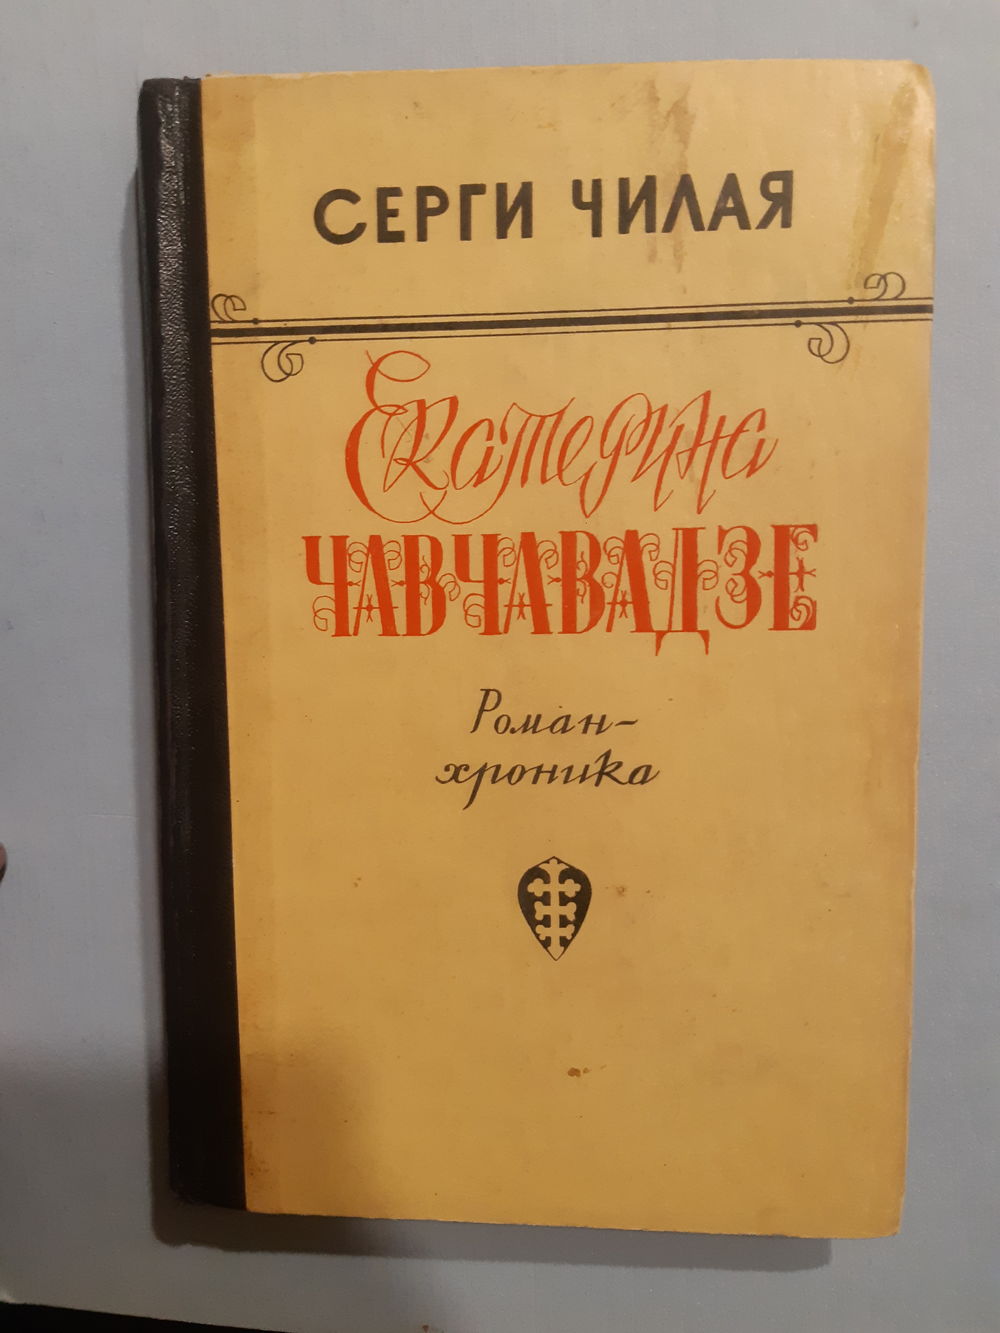 СЕРГИ ЧИЛАЯ
Екатерина
ЧАВЧАВАДЗЕ
Роман-
хроника